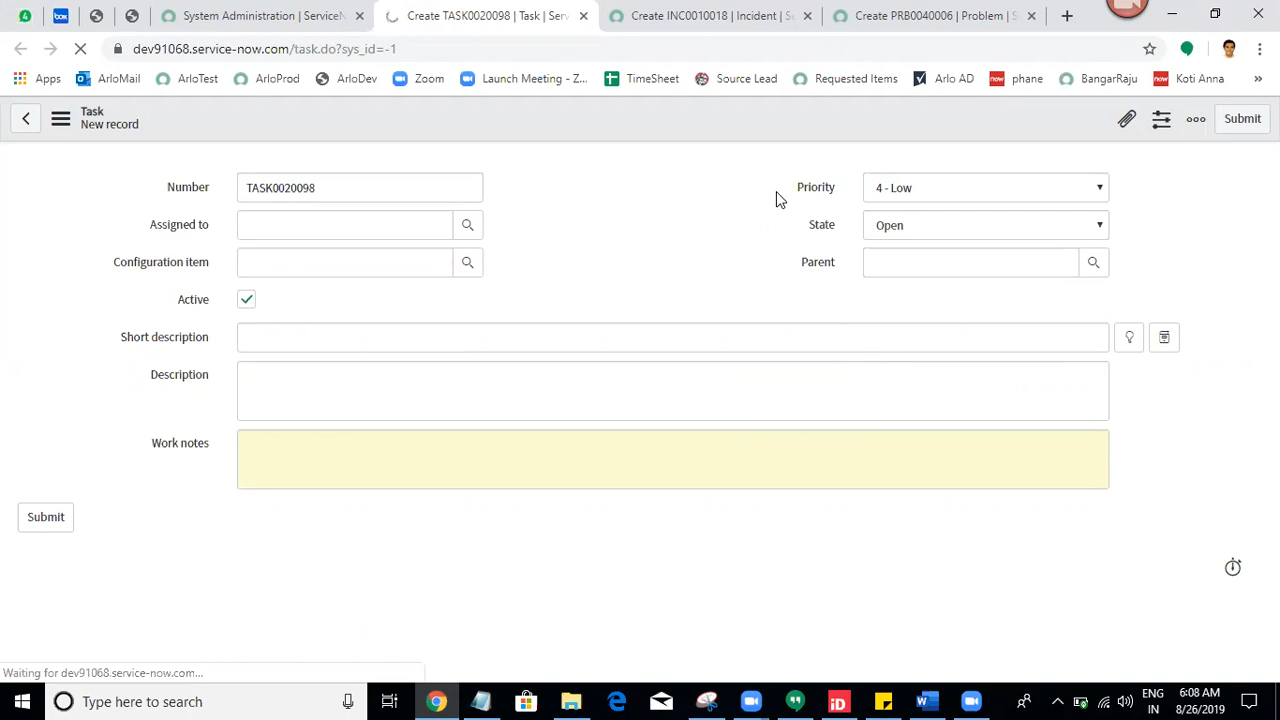 System Administration | ServiceN
Create TASK0020098 | Task | Serv
Create INC0010011 | Incident | Se
Create PRB0040006 | Problem | S
dev91068.service-now.com/task.do?sys_id=-1
Apps ArloMail ArloTest ArloProd ArloDev Zoom Launch Meeting - Z... TimeSheet Source Lead Requested Items Arlo AD now phane BangarRaju now Koti Anna »
Task
New record
Submit
Number TASK0020098 Priority 4 - Low
Assigned to State Open
Configuration item Parent
Active
Short description
Description
Work notes
Submit
Waiting for dev91068.service-now.com...
Type here to search
ENG 6:08 AM
IN 8/26/2019